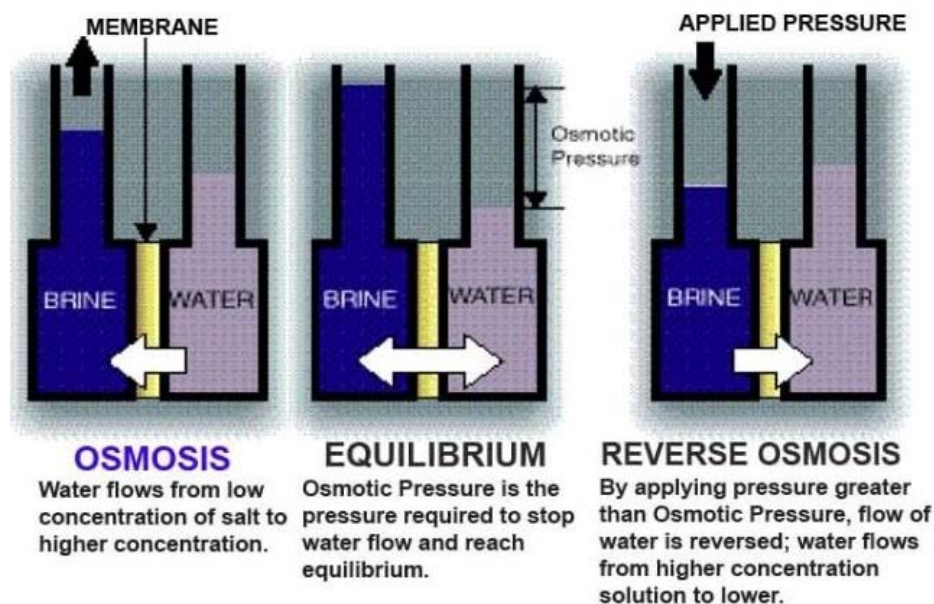 MEMBRANE
BRINE
WATER
OSMOSIS
Water flows from low
concentration of salt to
higher concentration.
Osmotic
Pressure
BRINE
WATER
EQUILIBRIUM
Osmotic Pressure is the
pressure required to stop
water flow and reach
equilibrium.
APPLIED PRESSURE
BRINE
WATER
REVERSE OSMOSIS
By applying pressure greater
than Osmotic Pressure, flow of
water is reversed; water flows
from higher concentration
solution to lower.